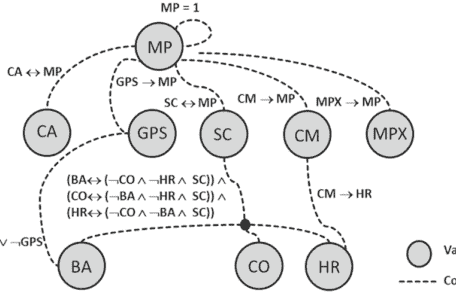 MP = 1
MP
CA ↔ MP
GPS → MP
SC ↔ MP
CM → MP
MPX → MP
CA
GPS
SC
CM
MPX
(BA↔ (¬CO ∧ ¬HR ∧ SC)) ∧
(CO↔ (¬BA ∧ ¬HR ∧ SC)) ∧
(HR↔ (¬CO ∧ ¬BA ∧ SC))
CM → HR
∨ ¬GPS
BA
CO
HR
Va
Co